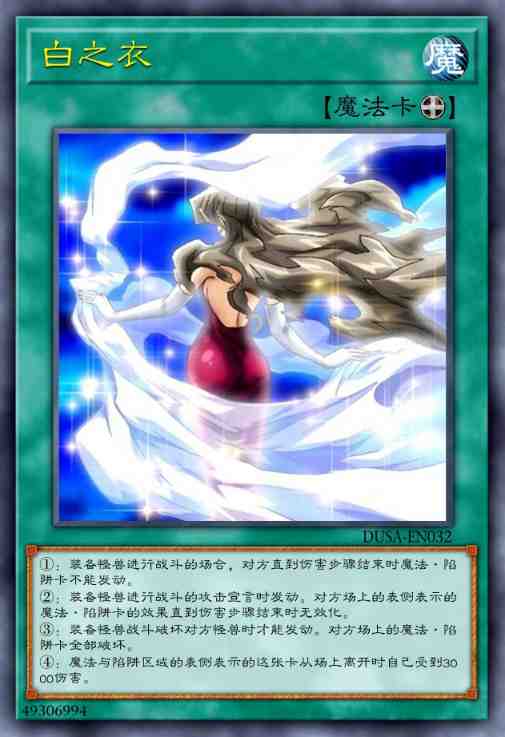 白之衣
魔
【魔法卡】
DUSA-EN032
①：装备怪兽进行战斗的场合，对方直到伤害步骤结束时魔法·陷
阱卡不能发动。
②：装备怪兽进行战斗的攻击宣言时发动。对方场上的表侧表示的
魔法·陷阱卡的效果直到伤害步骤结束时无效化。
③：装备怪兽战斗破坏对方怪兽时才能发动。对方场上的魔法·陷
阱卡全部破坏。
④：魔法与陷阱区域的表侧表示的这张卡从场上离开时自己受到30
00伤害。
49306994